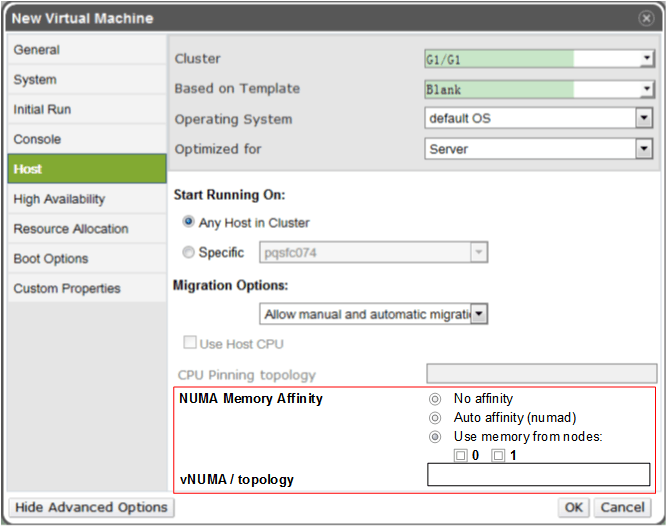 New Virtual Machine
General
System
Initial Run
Console
Host
High Availability
Resource Allocation
Boot Options
Custom Properties
Cluster G1/G1
Based on Template Blank
Operating System default OS
Optimized for Server
Start Running On:
Any Host in Cluster
Specific pqsfc074
Migration Options:
Allow manual and automatic migrati
Use Host CPU
CPU Pinning topology
NUMA Memory Affinity No affinity
Auto affinity (numad)
Use memory from nodes:
0 1
vNUMA / topology
Hide Advanced Options OK Cancel